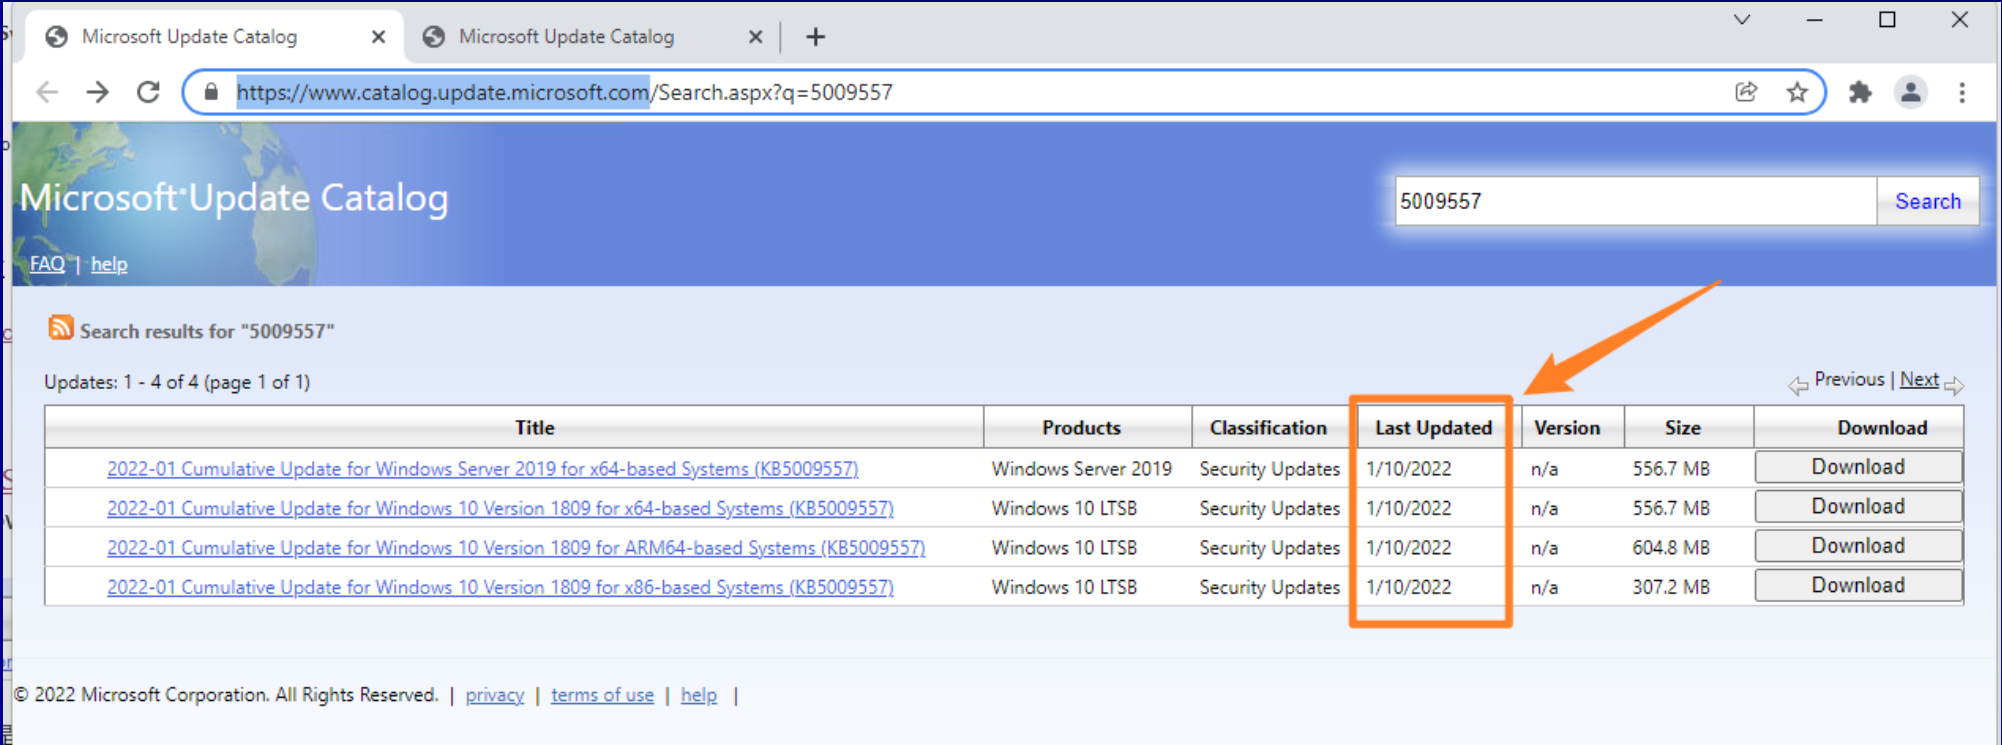 Microsoft Update Catalog
Microsoft Update Catalog
https://www.catalog.update.microsoft.com/Search.aspx?q=5009557
Microsoft Update Catalog
5009557 Search
FAQ | help
Search results for "5009557"
Updates: 1 - 4 of 4 (page 1 of 1) Previous | Next
Title Products Classification Last Updated Version Size Download
2022-01 Cumulative Update for Windows Server 2019 for x64-based Systems (KB5009557) Windows Server 2019 Security Updates 1/10/2022 n/a 556.7 MB Download
2022-01 Cumulative Update for Windows 10 Version 1809 for x64-based Systems (KB5009557) Windows 10 LTSB Security Updates 1/10/2022 n/a 556.7 MB Download
2022-01 Cumulative Update for Windows 10 Version 1809 for ARM64-based Systems (KB5009557) Windows 10 LTSB Security Updates 1/10/2022 n/a 604.8 MB Download
2022-01 Cumulative Update for Windows 10 Version 1809 for x86-based Systems (KB5009557) Windows 10 LTSB Security Updates 1/10/2022 n/a 307.2 MB Download
© 2022 Microsoft Corporation. All Rights Reserved. | privacy | terms of use | help |